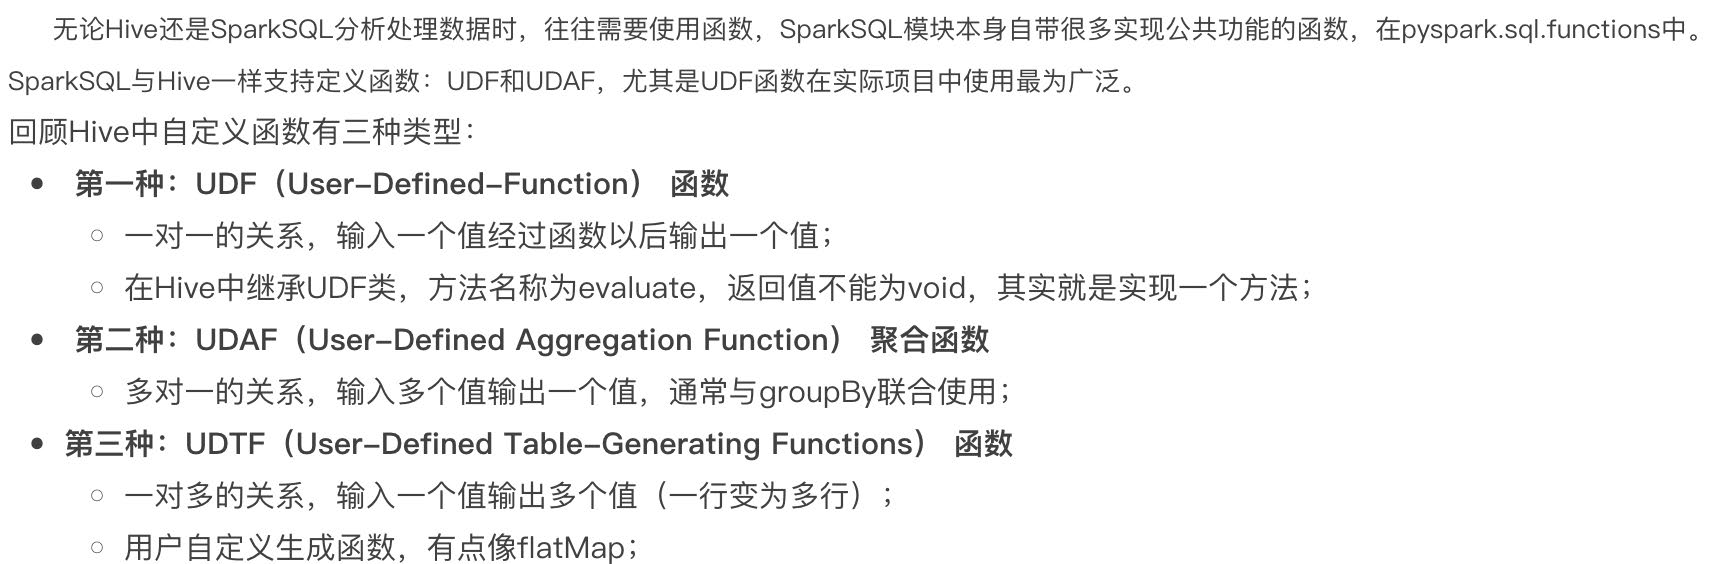 无论Hive还是SparkSQL分析处理数据时，往往需要使用函数，SparkSQL模块本身自带很多实现公共功能的函数，在pyspark.sql.functions中。
SparkSQL与Hive一样支持定义函数：UDF和UDAF，尤其是UDF函数在实际项目中使用最为广泛。
回顾Hive中自定义函数有三种类型：
• 第一种：UDF（User-Defined-Function） 函数
○ 一对一的关系，输入一个值经过函数以后输出一个值；
○ 在Hive中继承UDF类，方法名称为evaluate，返回值不能为void，其实就是实现一个方法；
• 第二种：UDAF（User-Defined Aggregation Function） 聚合函数
○ 多对一的关系，输入多个值输出一个值，通常与groupBy联合使用；
• 第三种：UDTF（User-Defined Table-Generating Functions） 函数
○ 一对多的关系，输入一个值输出多个值（一行变为多行）；
○ 用户自定义生成函数，有点像flatMap；